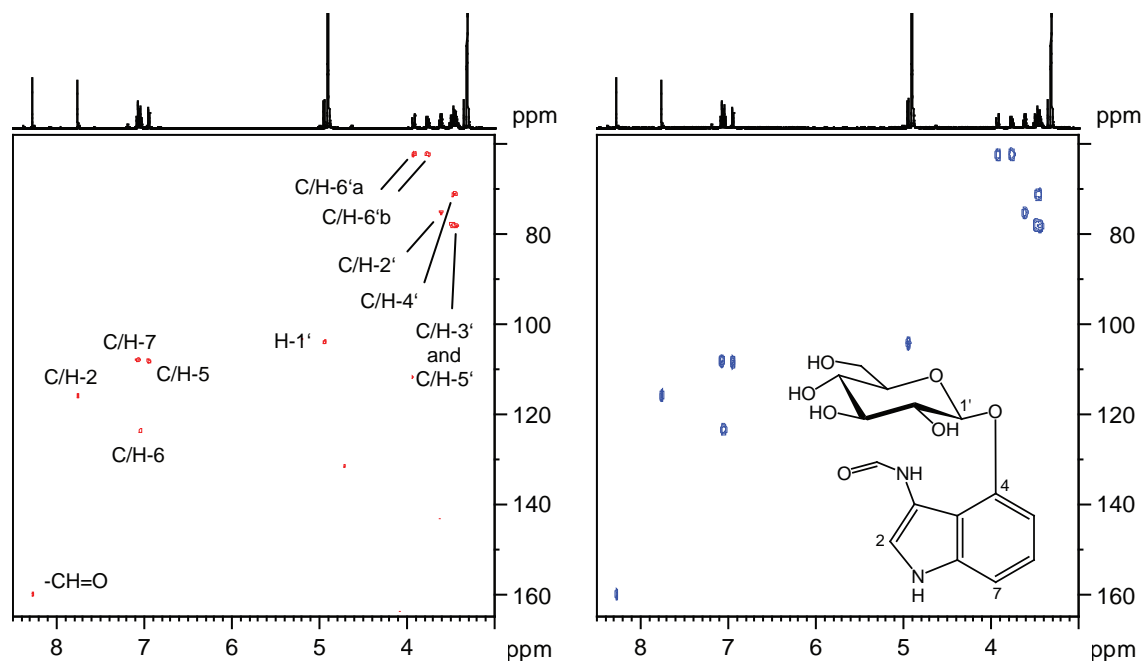 ppm
C/H-6‘a
C/H-6‘b
80
C/H-2‘
C/H-4‘
C/H-3‘
and
C/H-5‘
100
H-1‘
C/H-7
C/H-5
C/H-2
120
C/H-6
140
-CH=O
160
8
7
6
5
4
ppm
ppm
80
100
HO
O
HO
HO
OH
1'
O
120
O
NH
4
140
2
N
H
7
160
8
7
6
5
4
ppm